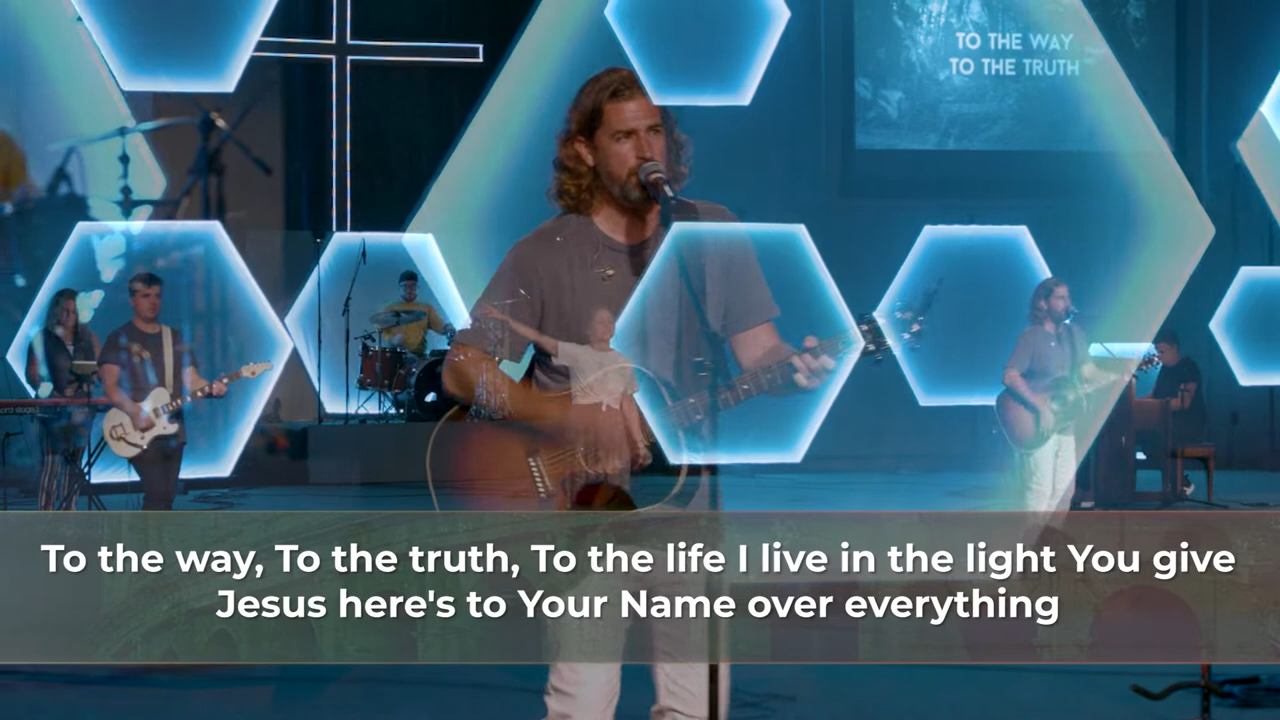 TO THE WAY
TO THE TRUTH
To the way, To the truth, To the life I live in the light You give
Jesus here's to Your Name over everything